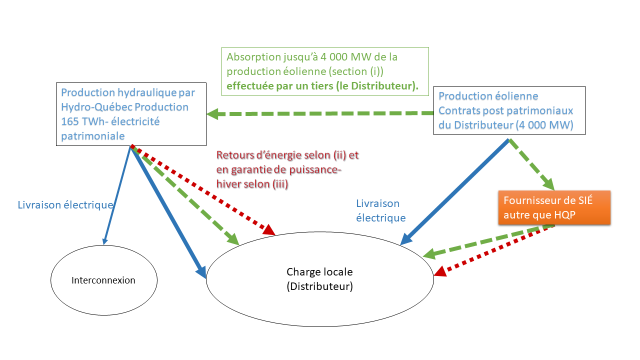 Absorption jusqu'à 4 000 MW de la
production éolienne (section (i))
effectuée par un tiers (le Distributeur).
Production hydraulique par
Hydro-Québec Production
165 TWh- électricité
patrimoniale
Production éolienne
Contrats post patrimoniaux
du Distributeur (4 000 MW)
Retours d'énergie selon (ii) et
en garantie de puissance-
hiver selon (iii)
Livraison électrique
Livraison
électrique
Fournisseur de SIÉ
autre que HQP
Interconnexion
Charge locale
(Distributeur)